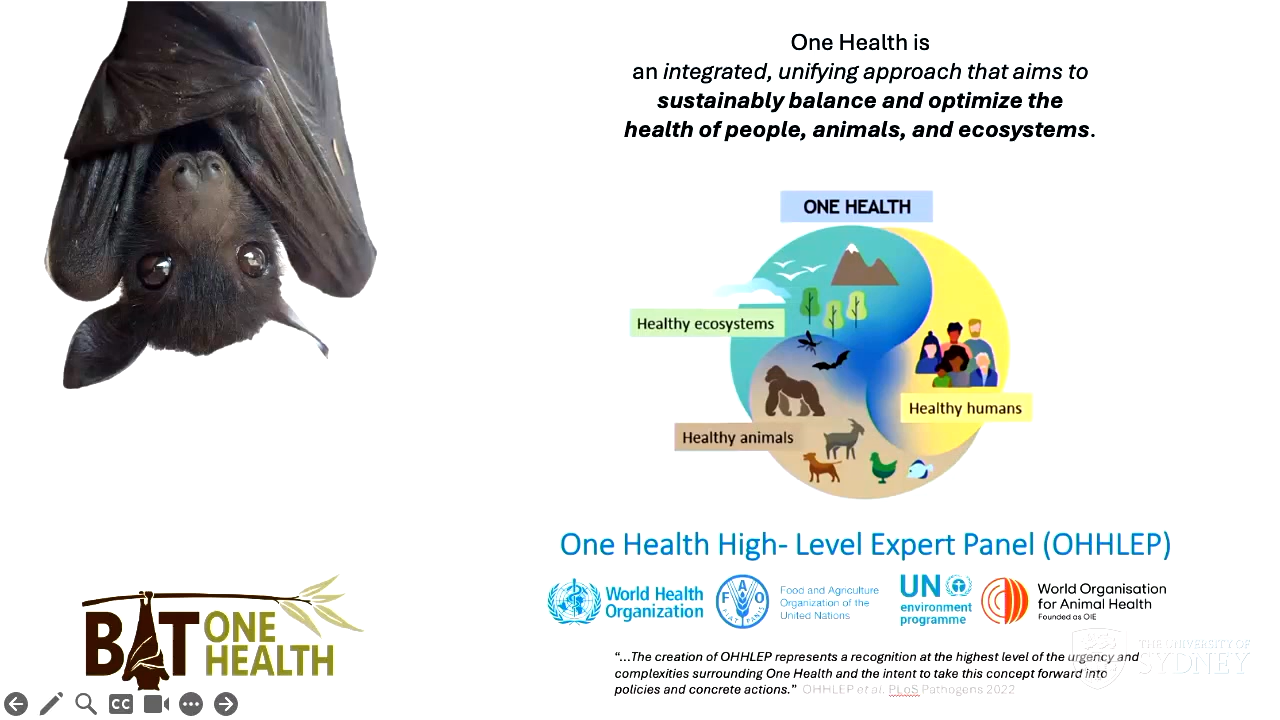 One Health is
an integrated, unifying approach that aims to
sustainably balance and optimize the
health of people, animals, and ecosystems.
ONE HEALTH
Healthy ecosystems
Healthy humans
Healthy animals
One Health High- Level Expert Panel (OHHLEP)
World Health
Organization
FAO
FIAT PANIS
Food and Agriculture
Organization of the
United Nations
UN
environment
programme
World Organisation
for Animal Health
Founded as OIE
“…The creation of OHHLEP represents a recognition at the highest level of the urgency and
complexities surrounding One Health and the intent to take this concept forward into
policies and concrete actions.” OHHLEP et al. PLoS Pathogens 2022
BAT ONE
HEALTH
THE UNIVERSITY OF
SYDNEY
CC